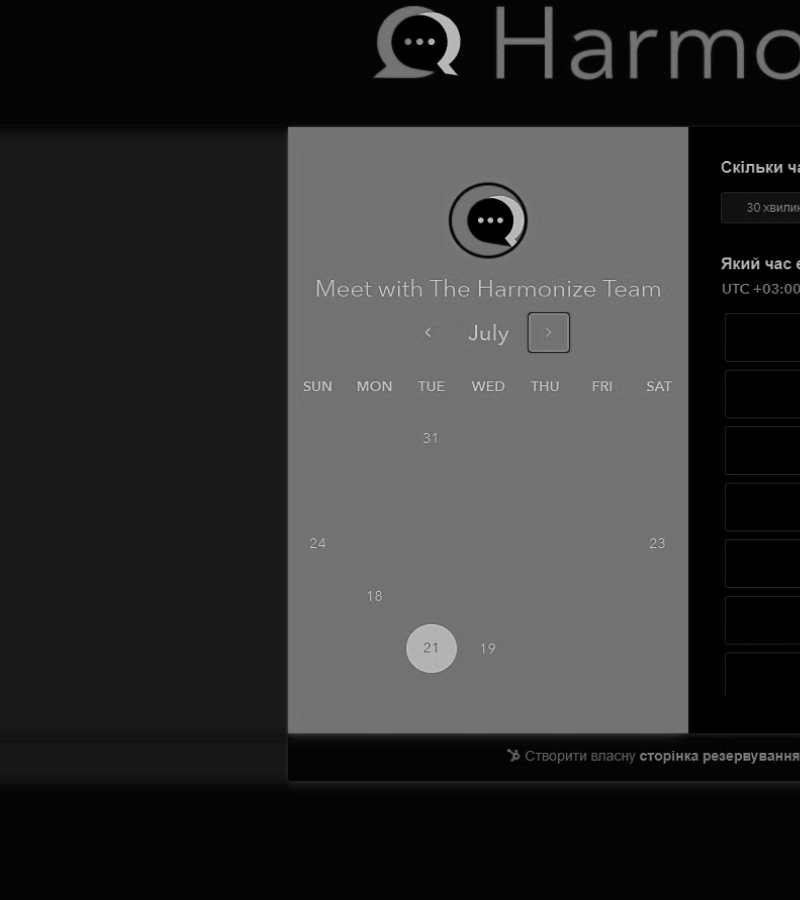 Harmo
Скільки ча
30 хвилин
Meet with The Harmonize Team
Який час є
UTC +03:00
July
SUN MON TUE WED THU FRI SAT
31
24 23
18
21 19
Створити власну сторінка резервування